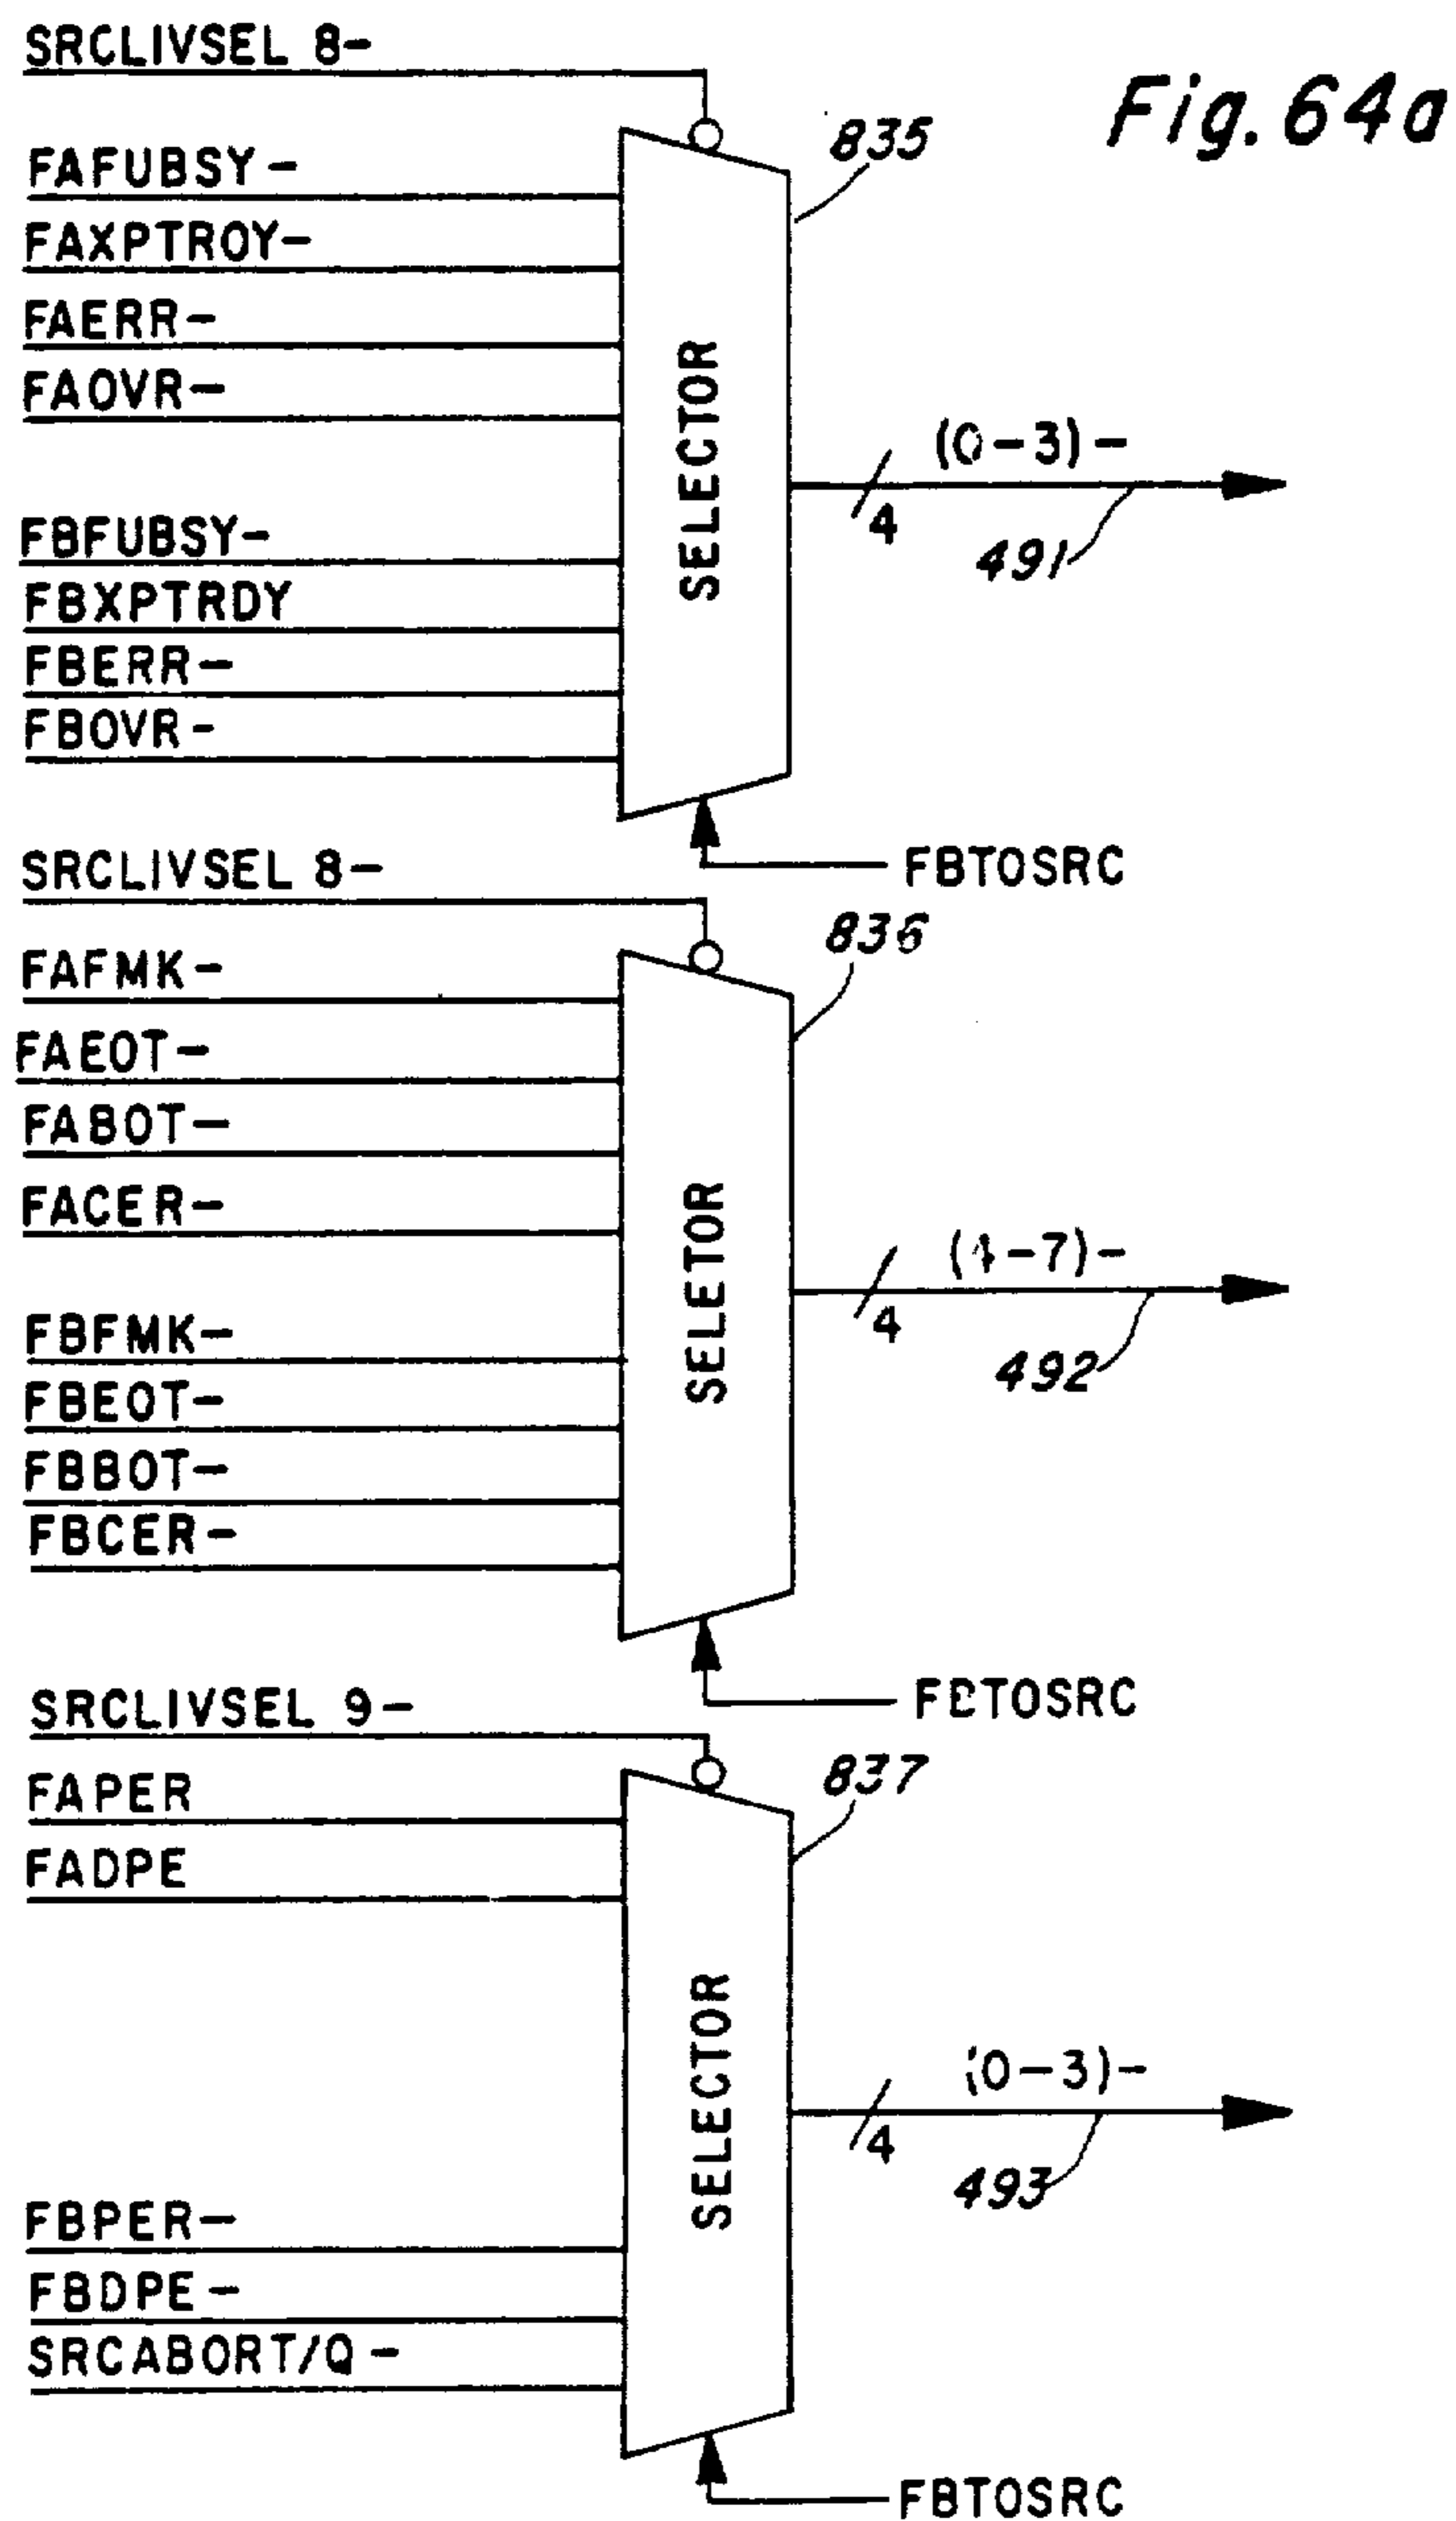 Fig. 64a
SRCLIVSEL 8-
835
FAFUBSY-
FAXPTROY-
FAERR-
FAOVR-
SELECTOR
(0-3)-
4
491
FBFUBSY-
FBXPTRDY
FBERR-
FBOVR-
FBTOSRC
SRCLIVSEL 8-
836
FAFMK-
FAEOT-
FABOT-
FACER-
SELETOR
(4-7)-
4
492
FBFMK-
FBEOT-
FBBOT-
FBCER-
FBTOSRC
SRCLIVSEL 9-
837
FAPER
FADPE
SELECTOR
(0-3)-
4
493
FBPER-
FBDPE-
SRCABORT/Q-
FBTOSRC